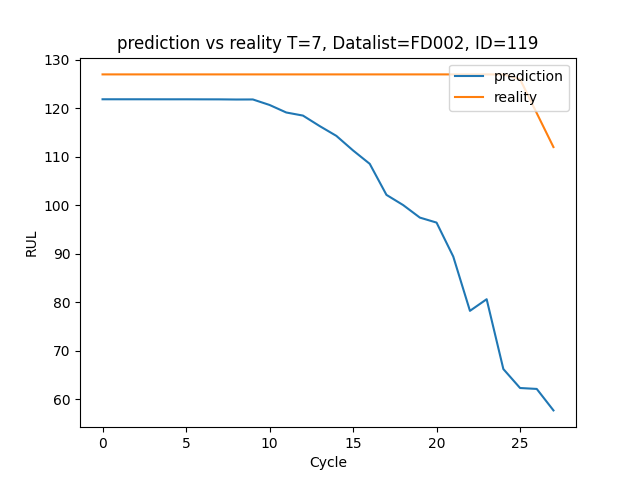 prediction vs reality T=7, Datalist=FD002, ID=119
130
120
110
100
90
80
70
60
RUL
prediction
reality
0 5 10 15 20 25
Cycle